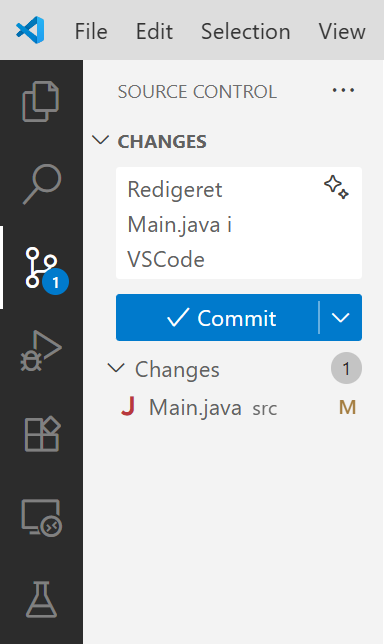 File Edit Selection View
SOURCE CONTROL
CHANGES
Redigeret
Main.java i
VSCode
1
Commit
Changes 1
J Main.java src M